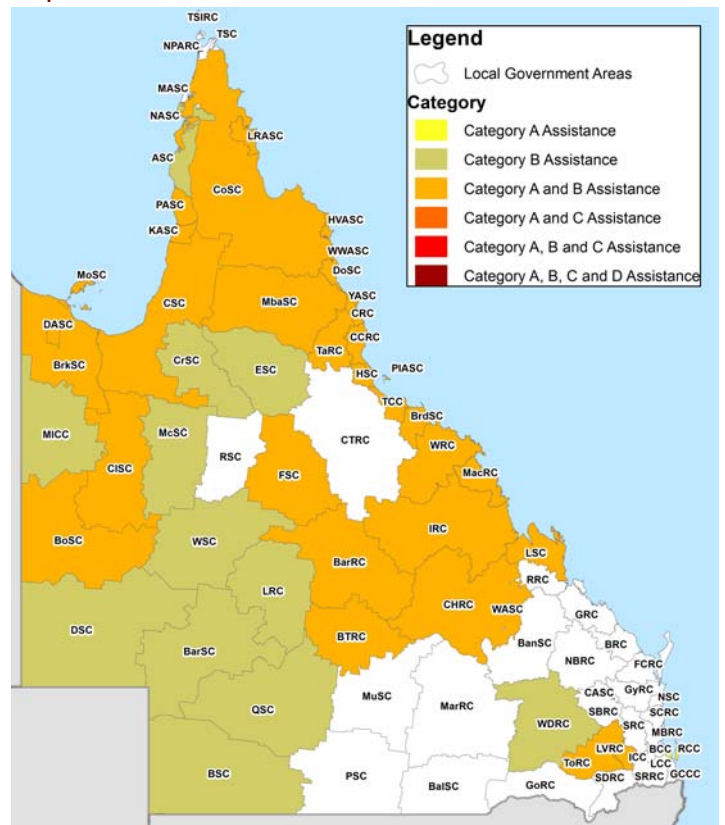 TSIRC
TSC
NPARC
MASC
NASC
LRASC
ASC
CoSC
PASC
KASC
HVASC
WWASC
DoSC
MoSC
CSC
MbaSC
YASC
CRC
DASC
CCRC
TaRC
BrkSC
CrSC
ESC
HSC
PIASC
TCC
BrdSC
MICC
McSC
RSC
CTRC
WRC
CISC
FSC
MacRC
BoSC
IRC
WSC
LSC
BarRC
RRC
LRC
CHRC
WASC
GRC
DSC
BarSC
BTRC
BanSC
BRC
NBRC
FCRC
QSC
MuSC
MarRC
CASC
GyRC
NSC
SBRC
SCRC
WDRC
SRC
MBRC
LVRC
BCC
RCC
ICC
BSC
PSC
ToRC
LCC
BalSC
SDRC
SRRC
GCCC
GoRC
Legend
Local Government Areas
Category
Category A Assistance
Category B Assistance
Category A and B Assistance
Category A and C Assistance
Category A, B and C Assistance
Category A, B, C and D Assistance